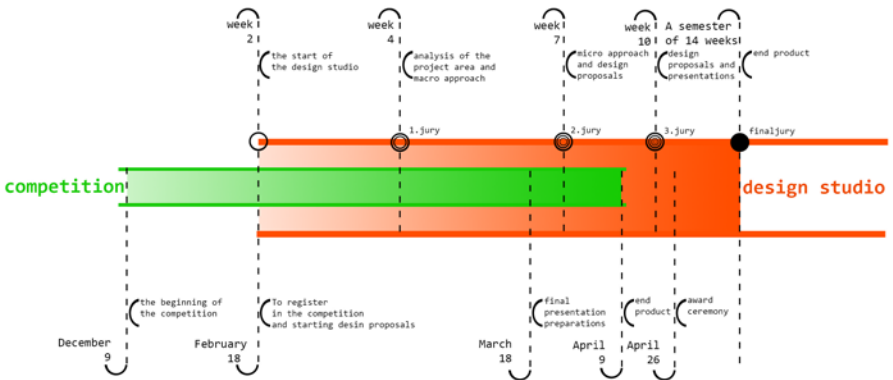 week
2
week
4
week
7
week
10
A semester
of 14 weeks
the start of
the design studio
analysis of the
project area and
macro approach
micro approach
and design
proposals
design
proposals and
presentations
end product
1.jury
2.jury
3.jury
finaljury
competition
design studio
the beginning of
the competition
To register
in the competition
and starting desin proposals
final
presentation
preparations
end
product
award
ceremony
December
9
February
18
March
18
April
9
April
26